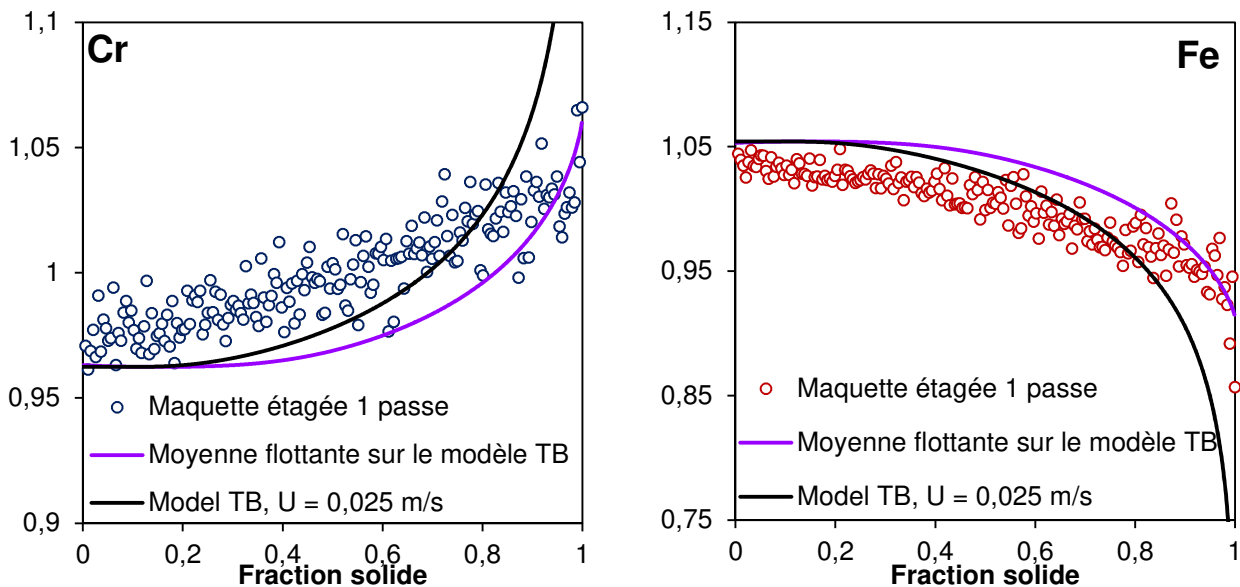 1,1
Cr
1,05
1
0,95
0,9
Maquette étagée 1 passe
Moyenne flottante sur le modèle TB
Model TB, U = 0,025 m/s
0
0,2
0,4
0,6
0,8
1
Fraction solide
1,15
Fe
1,05
0,95
0,85
0,75
Maquette étagée 1 passe
Moyenne flottante sur le modèle TB
Model TB, U = 0,025 m/s
0
0,2
0,4
0,6
0,8
1
Fraction solide